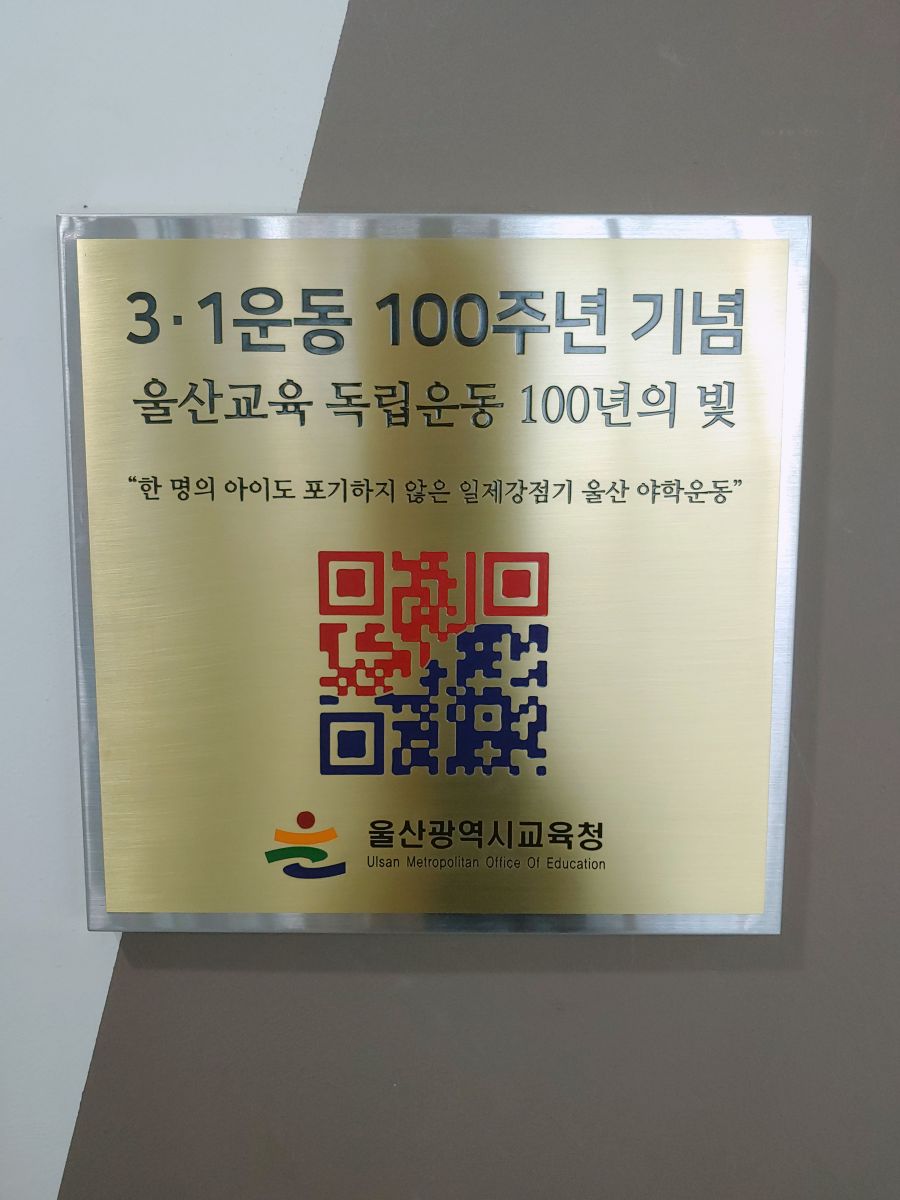 3·1운동 100주년 기념
울산교육 독립운동 100년의 빛
“한 명의 아이도 포기하지 않은 일제강점기 울산 야학운동”
울산광역시교육청
Ulsan Metropolitan Office Of Education